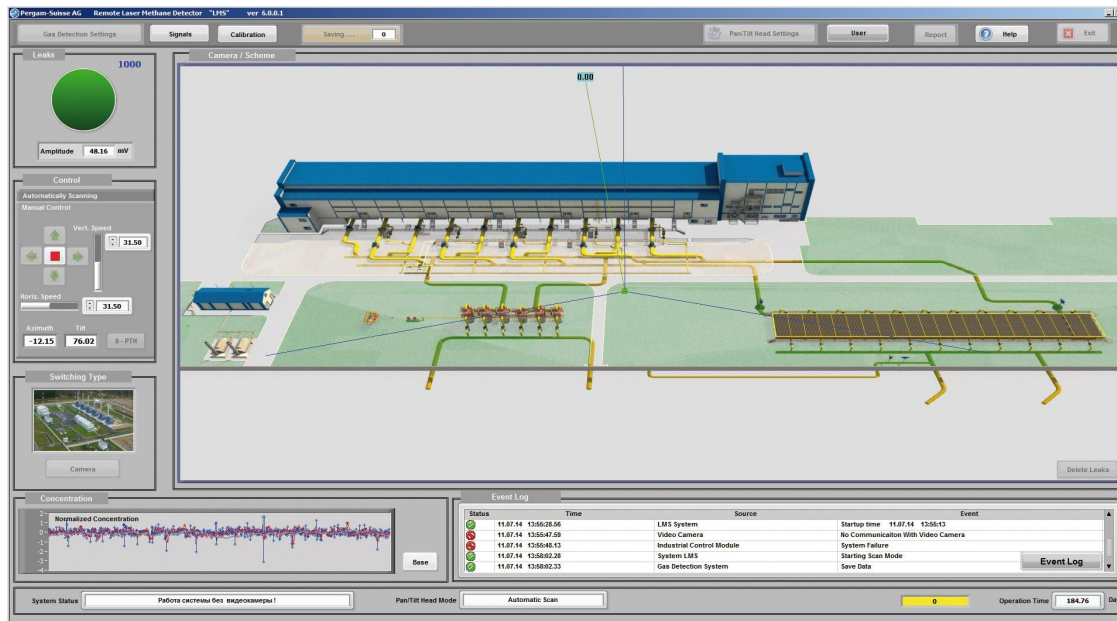 Pergam-Suisse AG Remote Laser Methane Detector "LMS" ver 6.0.0.1
Gas Detection Settings Signals Calibration Saving . . . 0 Pan/Tilt Head Settings User Report Help Exit
Leaks
1000
Amplitude 48.16 mV
Control
Automatically Scanning
Manual Control
Vert. Speed
31.50
Horiz. Speed
31.50
Azimuth Tilt
-12.15 76.02 0 - PTH
Switching Type
Camera
Camera / Scheme
0.00
Delete Leaks
Concentration
Normalized Concentration
2
1
0
-1
-2
-3
-4
Base
Event Log
Status Time Source Event
11.07.14 13:55:28.56 LMS System Startup time 11.07.14 13:55:13
11.07.14 13:55:47.59 Video Camera No Communicaiton With Video Camera
11.07.14 13:55:48.13 Industrial Control Module System Failure
11.07.14 13:58:02.28 System LMS Starting Scan Mode
11.07.14 13:58:02.33 Gas Detection System Save Data
Event Log
System Status Работа системы без видеокамеры ! Pan/Tilt Head Mode Automatic Scan 0 Operation Time 184.76 Da